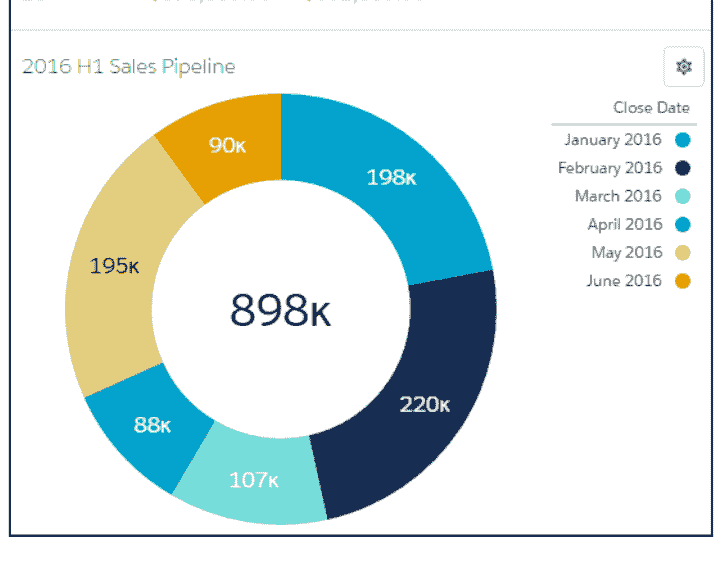 2016 H1 Sales Pipeline
Close Date
January 2016
February 2016
March 2016
April 2016
May 2016
June 2016
90K
198K
195K
898K
220K
88K
107K